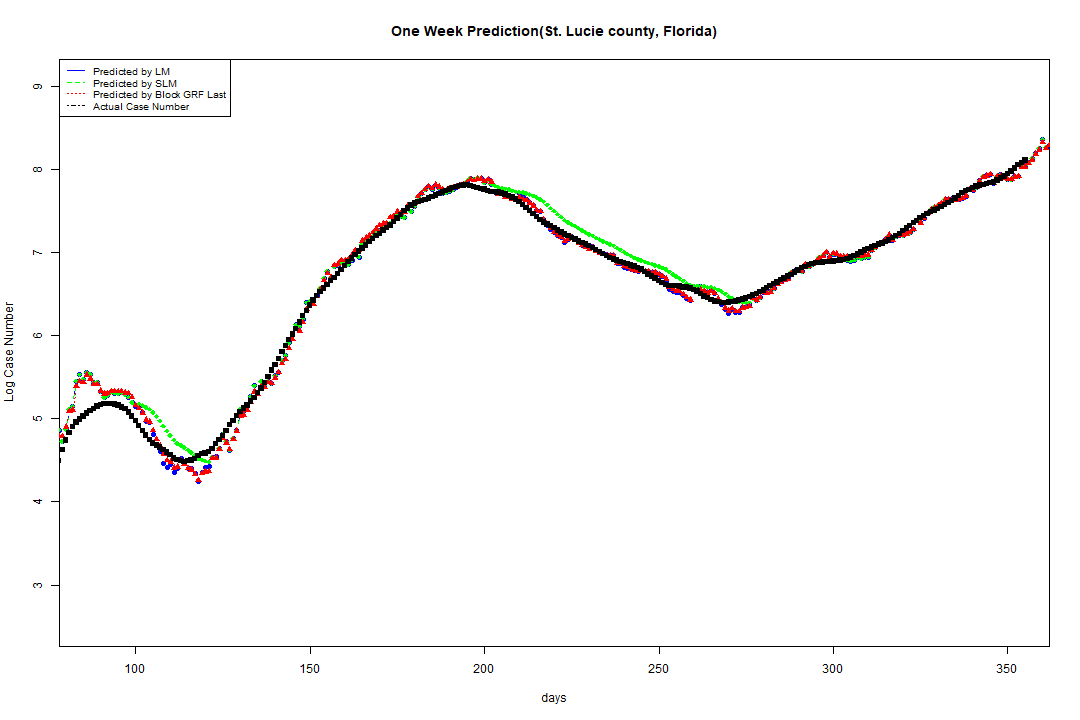 One Week Prediction(St. Lucie county, Florida)
Predicted by LM
Predicted by SLM
Predicted by Block GRF Last
Actual Case Number
9
8
7
6
5
4
3
Log Case Number
100 150 200 250 300 350
days